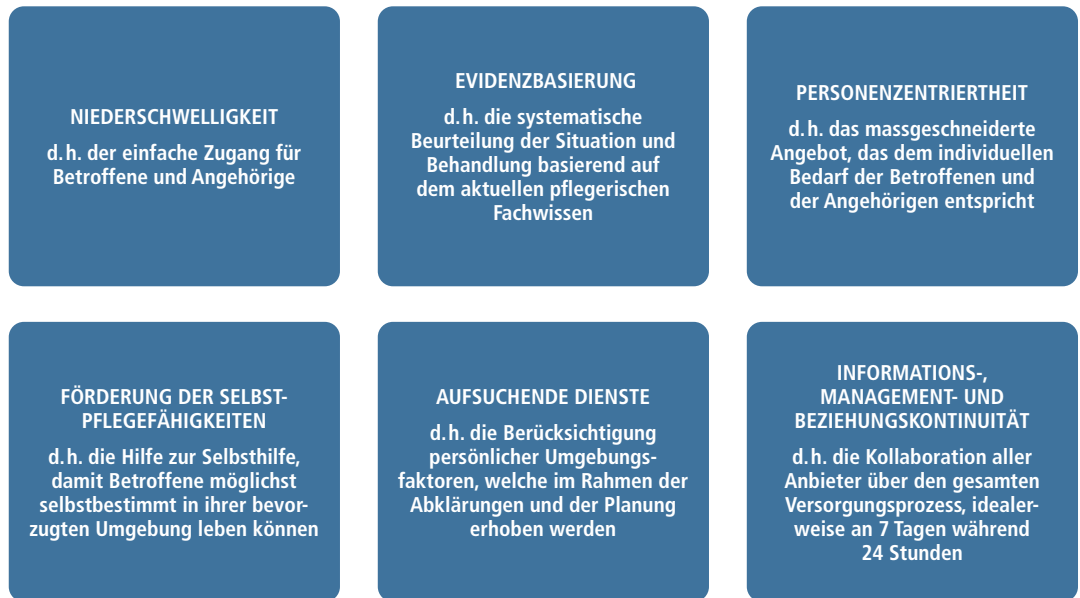 NIEDERSCHWELLIGKEIT
d.h. der einfache Zugang für
Betroffene und Angehörige
EVIDENZBASIERUNG
d.h. die systematische
Beurteilung der Situation und
Behandlung basierend auf
dem aktuellen pflegerischen
Fachwissen
PERSONENZENTRIERTHEIT
d.h. das massgeschneiderte
Angebot, das dem individuellen
Bedarf der Betroffenen und
der Angehörigen entspricht
FÖRDERUNG DER SELBST-
PFLEGEFÄHIGKEITEN
d.h. die Hilfe zur Selbsthilfe,
damit Betroffene möglichst
selbstbestimmt in ihrer bevor-
zugten Umgebung leben können
AUFSUCHENDE DIENSTE
d.h. die Berücksichtigung
persönlicher Umgebungs-
faktoren, welche im Rahmen der
Abklärungen und der Planung
erhoben werden
INFORMATIONS-,
MANAGEMENT- UND
BEZIEHUNGSKONTINUITÄT
d.h. die Kollaboration aller
Anbieter über den gesamten
Versorgungsprozess, idealer-
weise an 7 Tagen während
24 Stunden